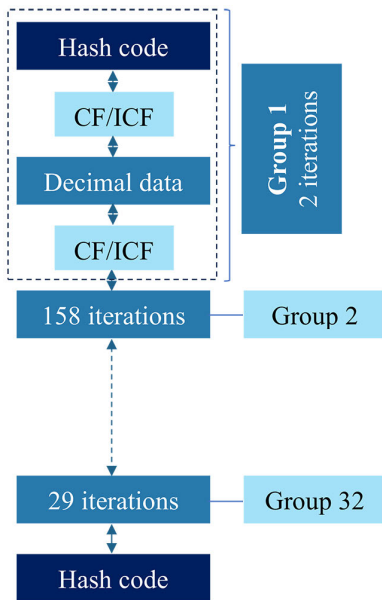 Hash code
CF/ICF
Decimal data
CF/ICF
Group 1
2 iterations
158 iterations
Group 2
29 iterations
Group 32
Hash code